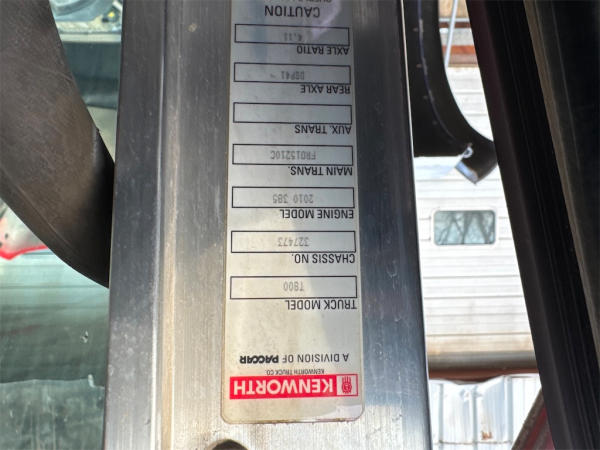 KENWORTH
KENWORTH TRUCK CO.
A DIVISION OF PACCAR
TRUCK MODEL
T800
CHASSIS NO.
327473
ENGINE MODEL
2010 385
MAIN TRANS.
FRO15210C
AUX. TRANS
REAR AXLE
DSP41
AXLE RATIO
4.11
CAUTION